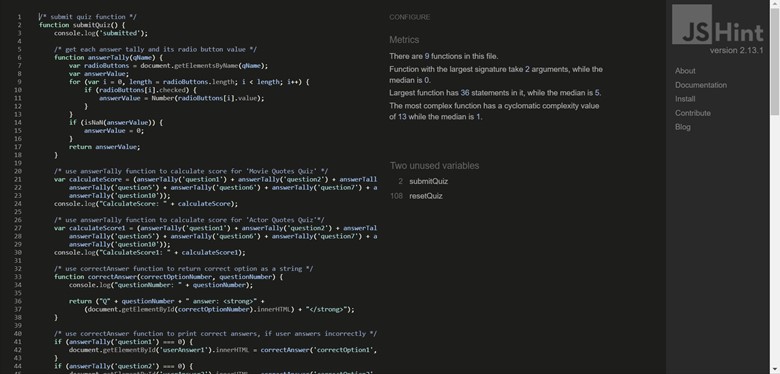 1 /* submit quiz function */
2 function submitQuiz() {
3 console.log('submitted');
4
5 /* get each answer tally and its radio button value */
6 function answerTally(qName) {
7 var radioButtons = document.getElementsByName(qName);
8 var answerValue;
9 for (var i = 0, length = radioButtons.length; i < length; i++) {
10 if (radioButtons[i].checked) {
11 answerValue = Number(radioButtons[i].value);
12 }
13 }
14 if (isNaN(answerValue)) {
15 answerValue = 0;
16 }
17 return answerValue;
18 }
19
20 /* use answerTally function to calculate score for 'Movie Quotes Quiz' */
21 var calculateScore = (answerTally('question1') + answerTally('question2') + answerTall
22 answerTally('question5') + answerTally('question6') + answerTally('question7') + a
23 answerTally('question10'));
24 console.log("CalculateScore: " + calculateScore);
25
26 /* use answerTally function to calculate score for 'Actor Quotes Quiz'*/
27 var calculateScore1 = (answerTally('question1') + answerTally('question2') + answerTal
28 answerTally('question5') + answerTally('question6') + answerTally('question7') + a
29 answerTally('question10'));
30 console.log("CalculateScore1: " + calculateScore1);
31
32 /* use correctAnswer function to return correct option as a string */
33 function correctAnswer(correctOptionNumber, questionNumber) {
34 console.log("questionNumber: " + questionNumber);
35
36 return ("Q" + questionNumber + " answer: <strong>" +
37 (document.getElementById(correctOptionNumber).innerHTML) + "</strong>");
38 }
39
40 /* use correctAnswer function to print correct answers, if user answers incorrectly */
41 if (answerTally('question1') === 0) {
42 document.getElementById('userAnswer1').innerHTML = correctAnswer('correctOption1',
43 }
44 if (answerTally('question2') === 0) {
CONFIGURE
Metrics
There are 9 functions in this file.
Function with the largest signature take 2 arguments, while the
median is 0.
Largest function has 36 statements in it, while the median is 5.
The most complex function has a cyclomatic complexity value
of 13 while the median is 1.
Two unused variables
2 submitQuiz
108 resetQuiz
JSHint
version 2.13.1
About
Documentation
Install
Contribute
Blog